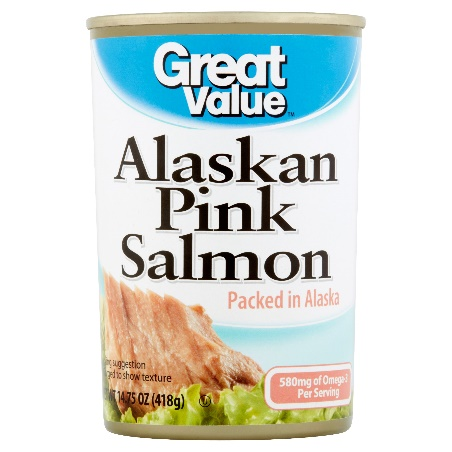 Great
Value
TM
Alaskan
Pink
Salmon
Packed in Alaska
suggestion
to show texture
580mg of Omega-3
Per Serving
14.75 OZ (418g)
U